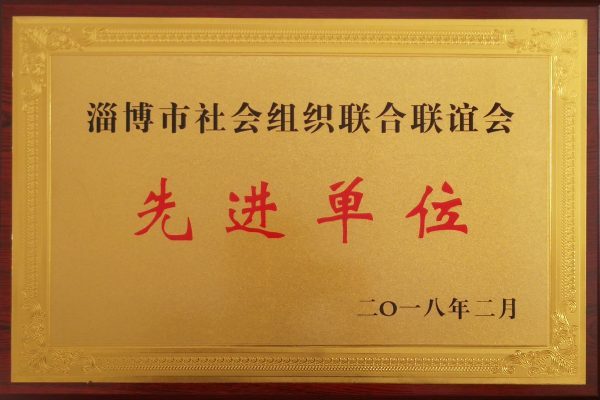 淄博市社会组织联合联谊会
先进单位
二〇一八年二月